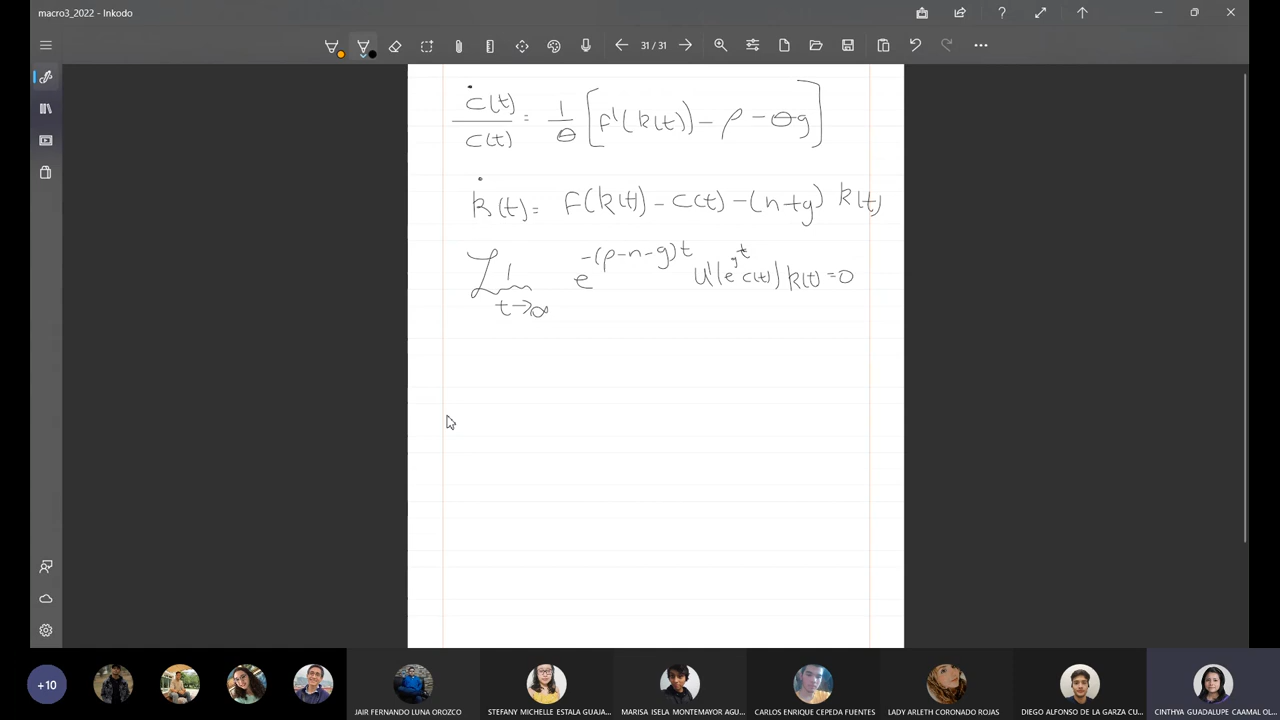 macro3_2022 - Inkodo
31 / 31
ċ(t)/c(t) = 1/θ [f'(k(t)) - ρ - θg]
k̇(t) = f(k(t) - c(t) - (n+g) k(t)
Lim t→∞ e^-(ρ-n-g)t u'(e^gt c(t)) k(t) = 0
+10
JAIR FERNANDO LUNA OROZCO
STEFANY MICHELLE ESTALA GUAJA...
MARISA ISELA MONTEMAYOR AGU...
CARLOS ENRIQUE CEPEDA FUENTES
LADY ARLETH CORONADO ROJAS
DIEGO ALFONSO DE LA GARZA CU...
CINTHYA GUADALUPE CAAMAL OL...